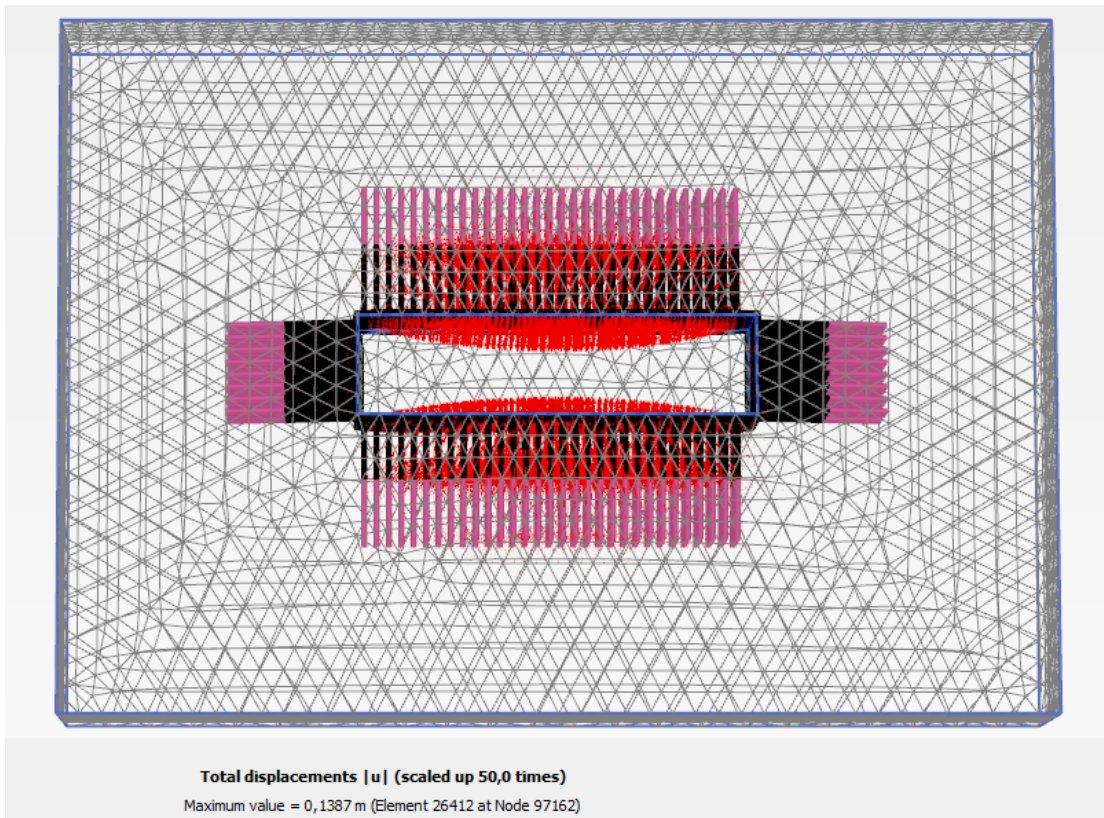 Total displacements |u| (scaled up 50,0 times)
Maximum value = 0,1387 m (Element 26412 at Node 97162)